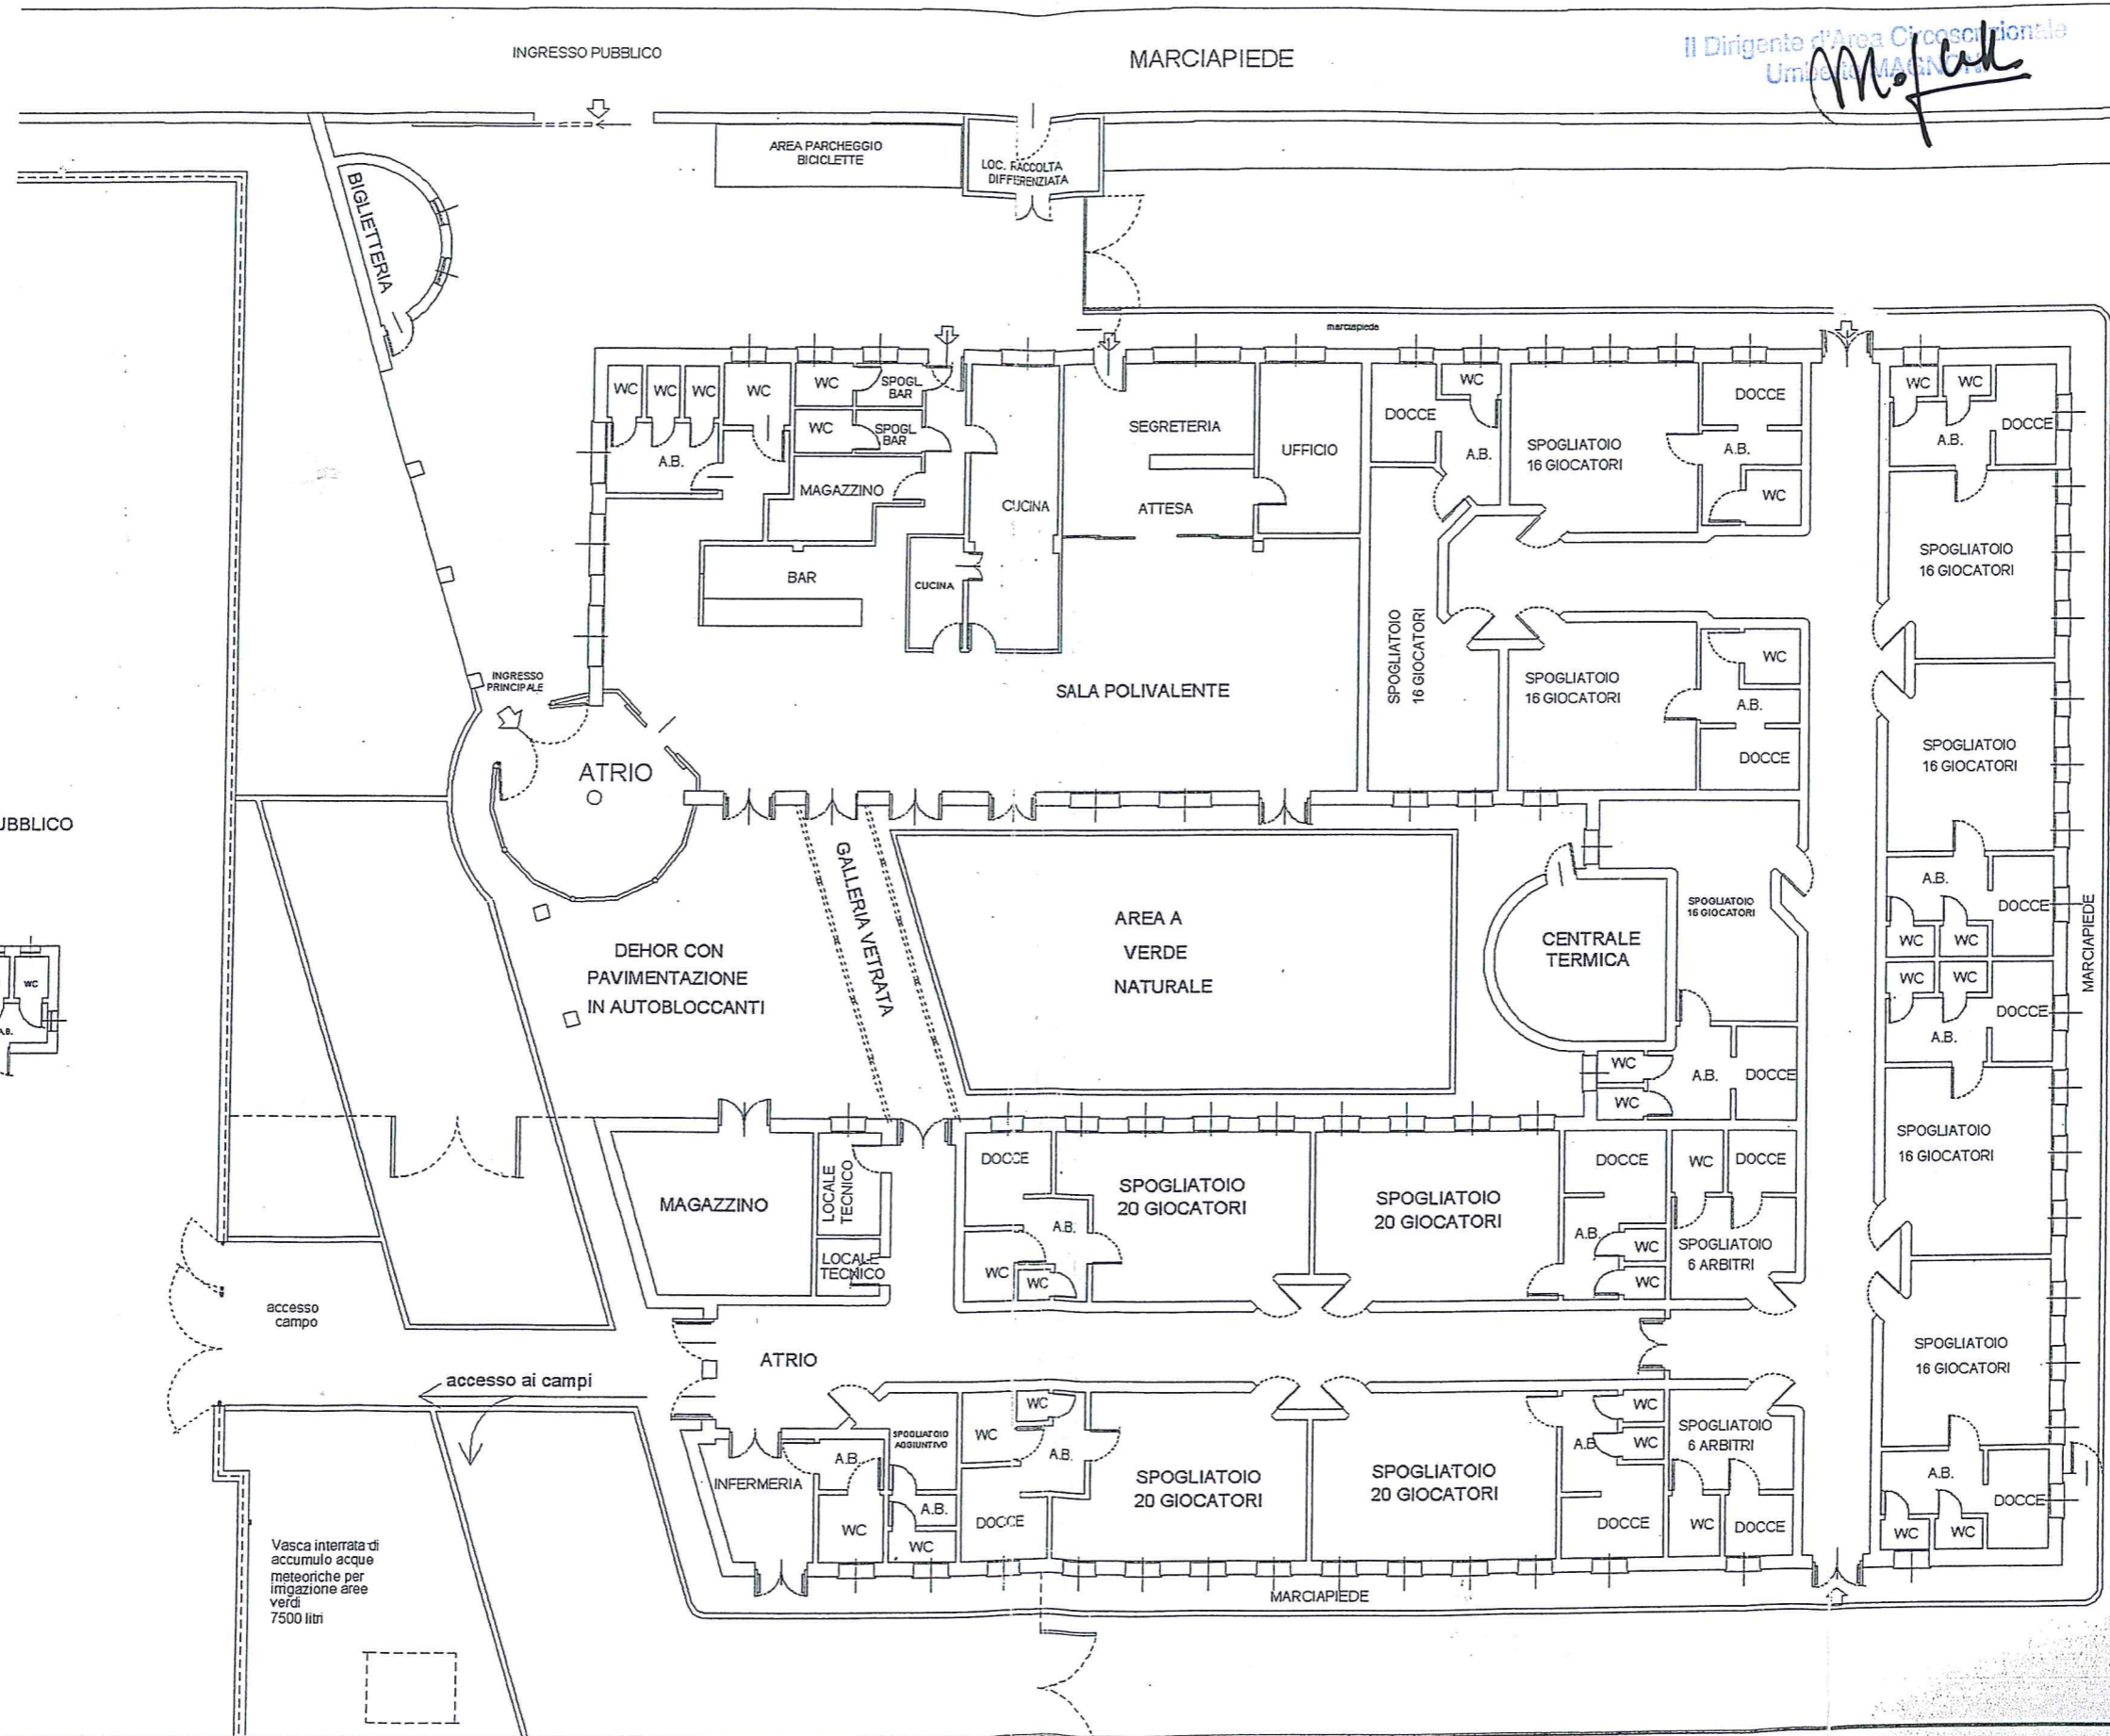 Il Dirigente d'Area Circoscrizionale
Umberto MAGNONI
INGRESSO PUBBLICO
MARCIAPIEDE
AREA PARCHEGGIO
BICICLETTE
LOC. RACCOLTA
DIFFERENZIATA
BIGLIETTERIA
marciapiede
WC
WC
WC
WC
WC
SPOGL.
BAR
WC
SPOGL
BAR
A.B.
MAGAZZINO
BAR
CUCINA
CUCINA
SEGRETERIA
ATTESA
UFFICIO
DOCCE
WC
A.B.
SPOGLIATOIO
16 GIOCATORI
DOCCE
A.B.
WC
WC
WC
A.B.
DOCCE
SPOGLIATOIO
16 GIOCATORI
SPOGLIATOIO
16 GIOCATORI
SPOGLIATOIO
16 GIOCATORI
WC
A.B.
DOCCE
INGRESSO
PRINCIPALE
SALA POLIVALENTE
ATRIO
SPOGLIATOIO
16 GIOCATORI
UBBLICO
GALLERIA VETRATA
AREA A
VERDE
NATURALE
CENTRALE
TERMICA
SPOGLIATOIO
16 GIOCATORI
A.B.
DOCCE
WC
WC
MARCIAPIEDE
DEHOR CON
PAVIMENTAZIONE
IN AUTOBLOCCANTI
WC
A.B.
WC
WC
DOCCE
A.B.
WC
WC
A.B.
DOCCE
SPOGLIATOIO
16 GIOCATORI
MAGAZZINO
LOCALE
TECNICO
LOCALE
TECNICO
DOCCE
A.B.
WC
WC
SPOGLIATOIO
20 GIOCATORI
SPOGLIATOIO
20 GIOCATORI
DOCCE
A.B.
WC
WC
WC
DOCCE
SPOGLIATOIO
6 ARBITRI
accesso
campo
ATRIO
accesso ai campi
SPOGLIATOIO
16 GIOCATORI
INFERMERIA
A.B.
WC
SPOGLIATOIO
AGGIUNTIVO
A.B.
WC
WC
WC
A.B.
DOCCE
SPOGLIATOIO
20 GIOCATORI
SPOGLIATOIO
20 GIOCATORI
WC
A.B
WC
DOCCE
SPOGLIATOIO
6 ARBITRI
WC
DOCCE
A.B.
DOCCE
WC
WC
Vasca interrata di
accumulo acque
meteoriche per
irrigazione aree
verdi
7500 litri
MARCIAPIEDE